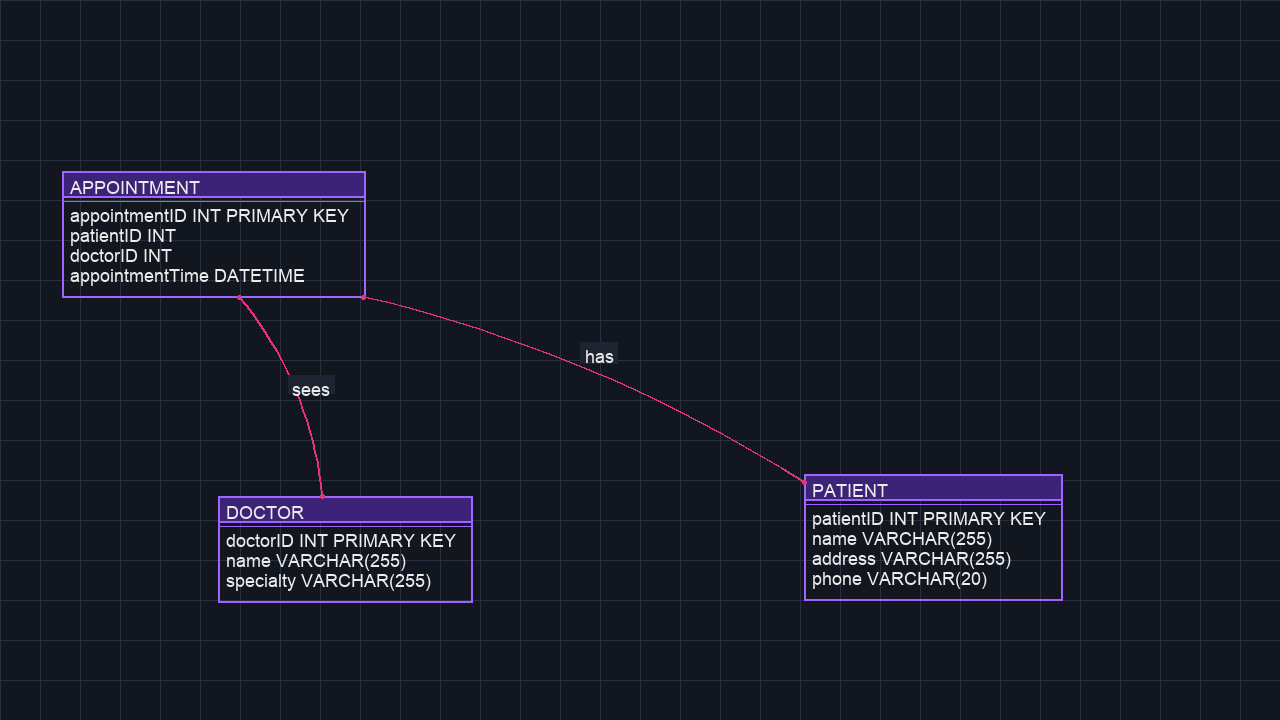 APPOINTMENT
appointmentID INT PRIMARY KEY
patientID INT
doctorID INT
appointmentTime DATETIME
has
sees
PATIENT
patientID INT PRIMARY KEY
name VARCHAR(255)
address VARCHAR(255)
phone VARCHAR(20)
DOCTOR
doctorID INT PRIMARY KEY
name VARCHAR(255)
specialty VARCHAR(255)